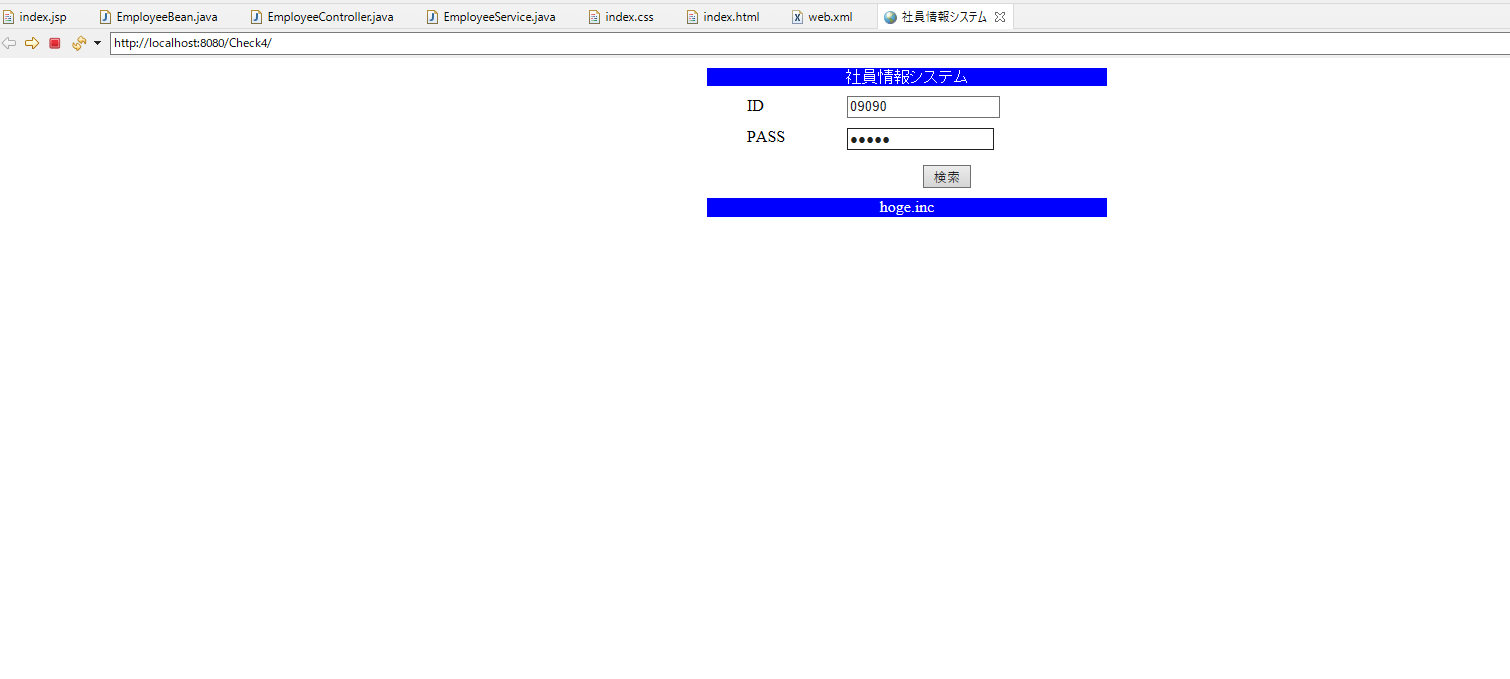 index.jsp EmployeeBean.java EmployeeController.java EmployeeService.java index.css index.html web.xml 社員情報システム
http://localhost:8080/Check4/
社員情報システム
ID 09090
PASS ●●●●●
検索
hoge.inc